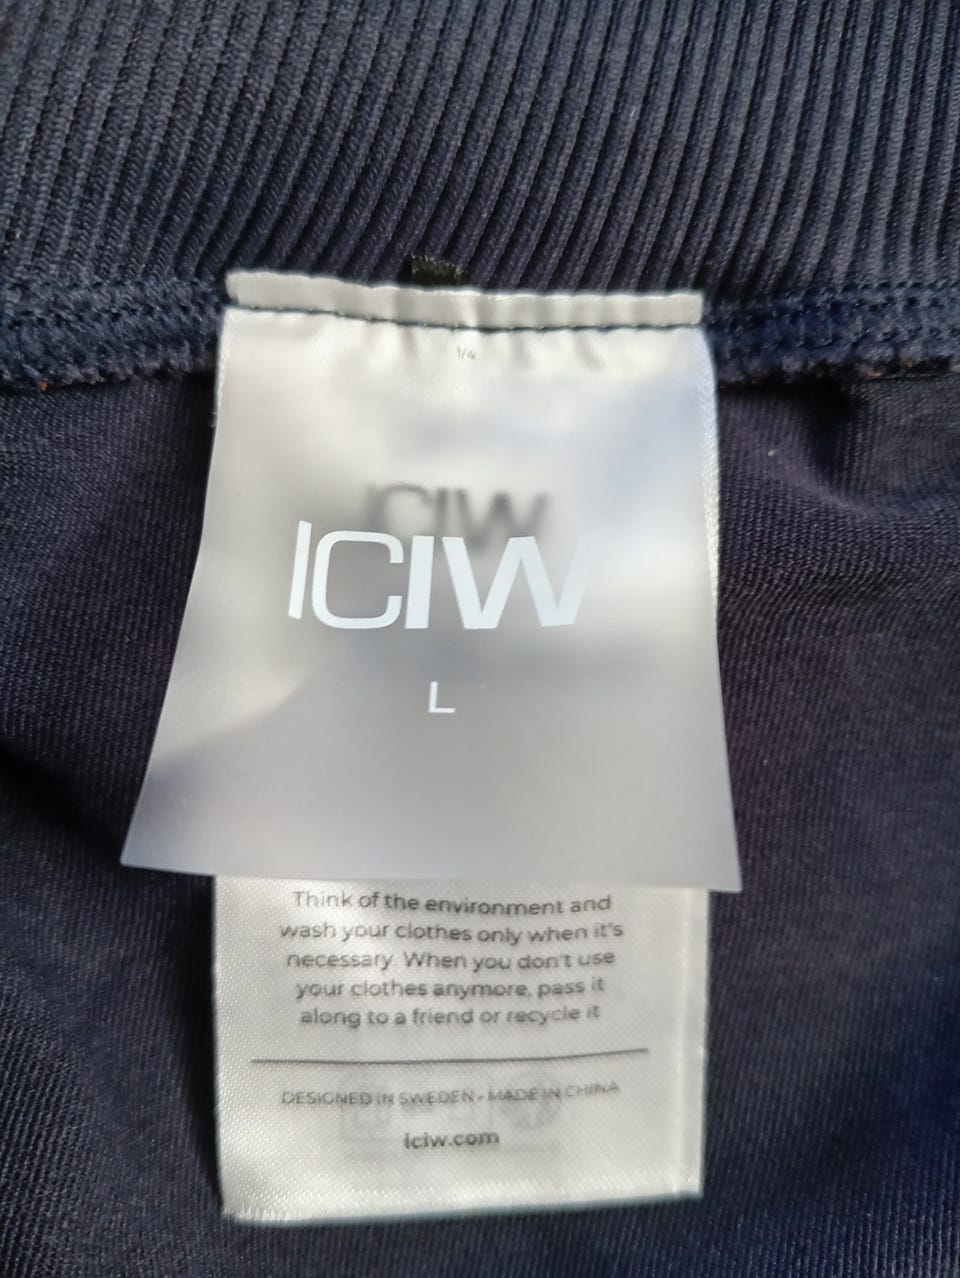 1/4
ICIW
ICIW
L
Think of the environment and
wash your clothes only when it's
necessary. When you don't use
your clothes anymore, pass it
along to a friend or recycle it
DESIGNED IN SWEDEN - MADE IN CHINA
iciw.com